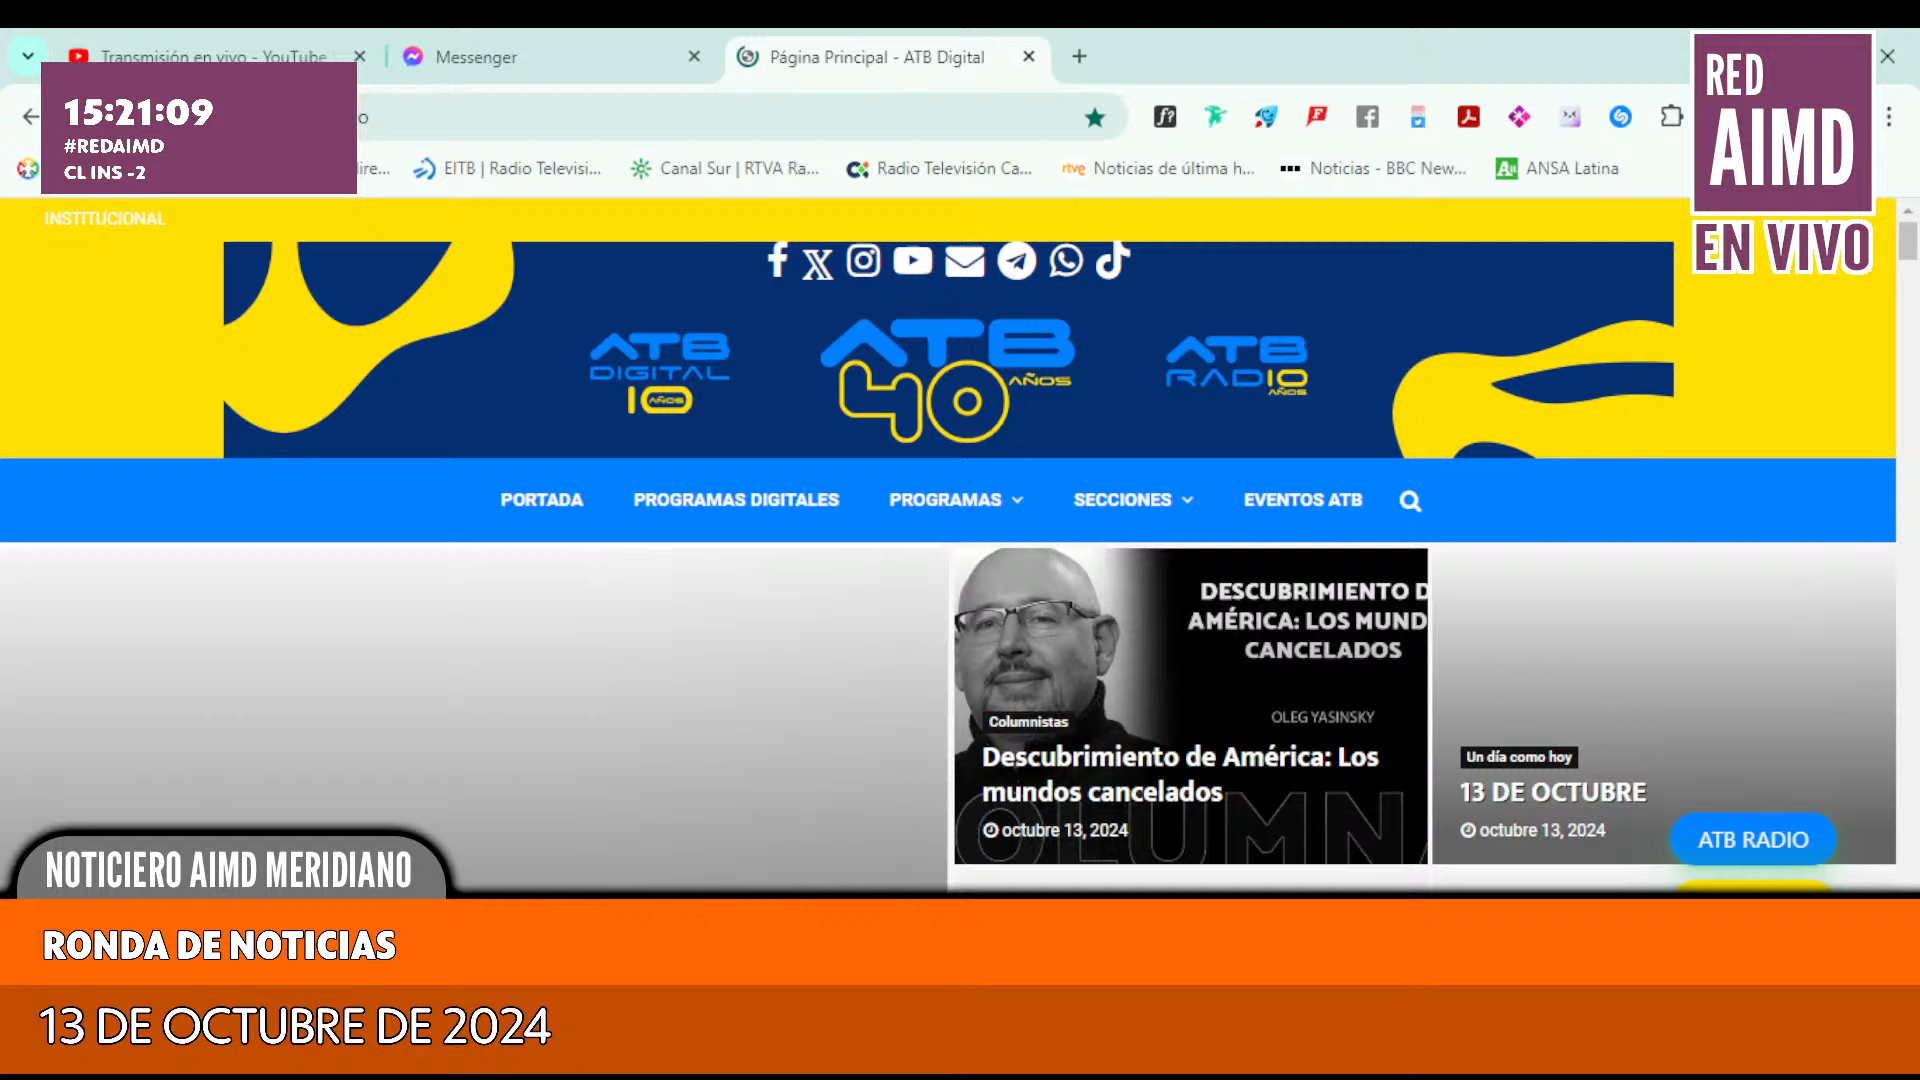 Transmisión en vivo - YouTube
Messenger
Página Principal - ATB Digital
15:21:09
#REDAIMD
CL INS -2
RED
AIMD
EN VIVO
EITB | Radio Televisi...
Canal Sur | RTVA Ra...
Radio Televisión Ca...
rtve Noticias de última h...
Noticias - BBC New...
ANSA Latina
INSTITUCIONAL
ATB
DIGITAL
10 AÑOS
ATB
40 AÑOS
ATB
RADIO
AÑOS
PORTADA
PROGRAMAS DIGITALES
PROGRAMAS
SECCIONES
EVENTOS ATB
DESCUBRIMIENTO D
AMÉRICA: LOS MUND
CANCELADOS
OLEG YASINSKY
Columnistas
Descubrimiento de América: Los
mundos cancelados
octubre 13, 2024
Un día como hoy
13 DE OCTUBRE
octubre 13, 2024
ATB RADIO
NOTICIERO AIMD MERIDIANO
RONDA DE NOTICIAS
13 DE OCTUBRE DE 2024